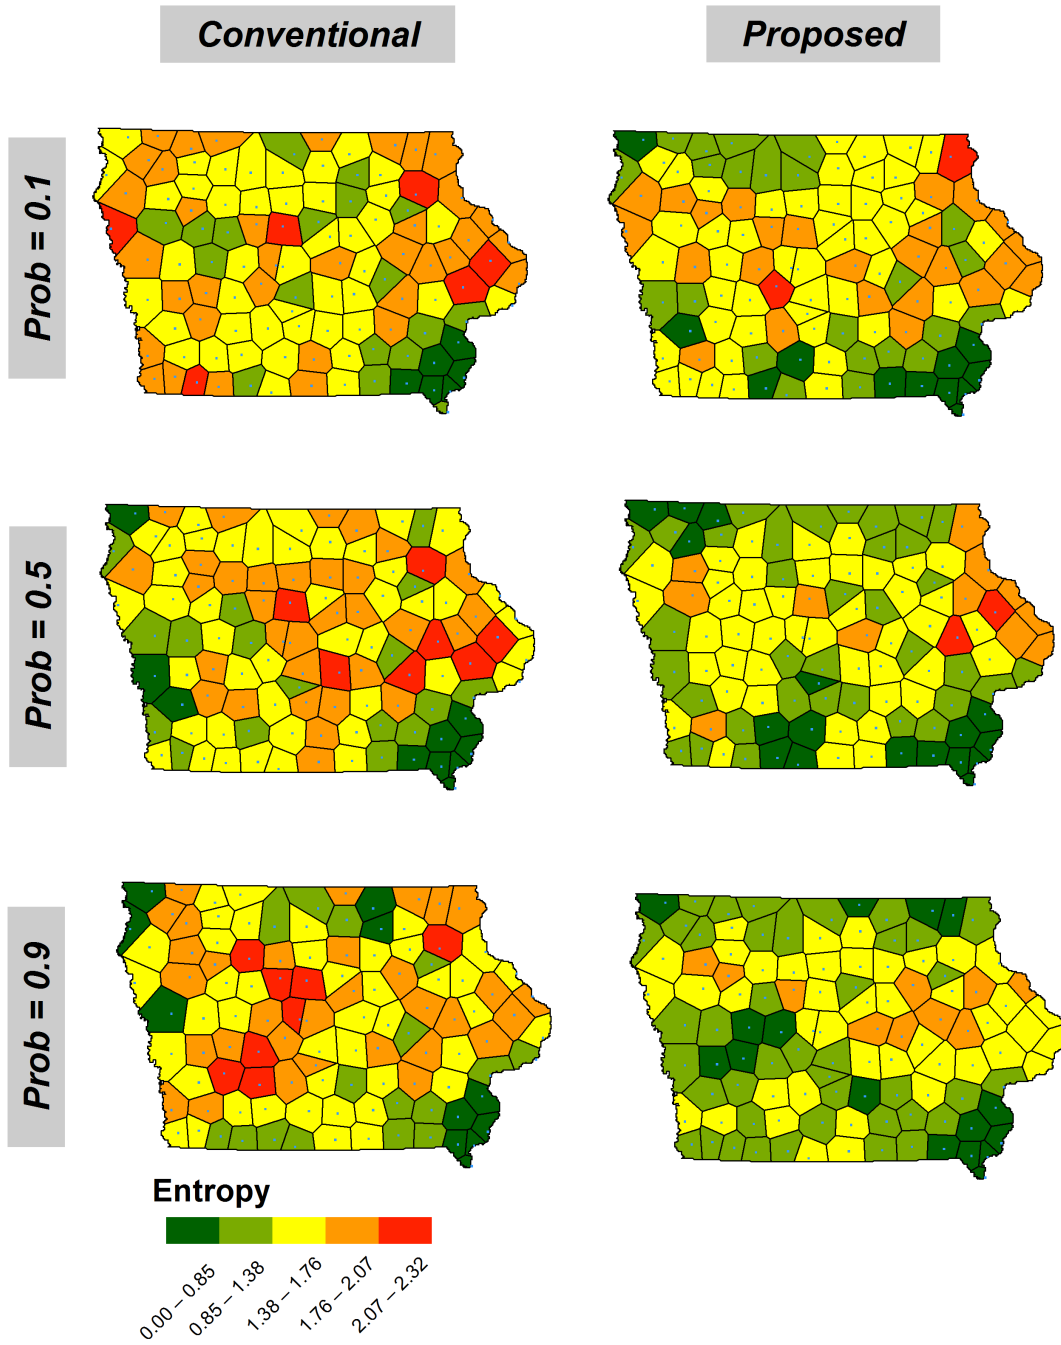 Conventional
Proposed
Prob = 0.1
Prob = 0.5
Prob = 0.9
Entropy
0.00 – 0.85
0.85 – 1.38
1.38 – 1.76
1.76 – 2.07
2.07 – 2.32